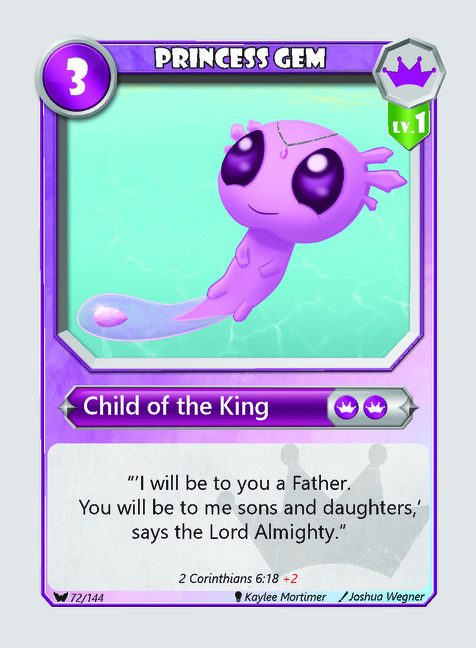 3
PRINCESS GEM
LV.1
Child of the King
"'I will be to you a Father.
You will be to me sons and daughters,'
says the Lord Almighty."
2 Corinthians 6:18 +2
72/144 Kaylee Mortimer Joshua Wegner